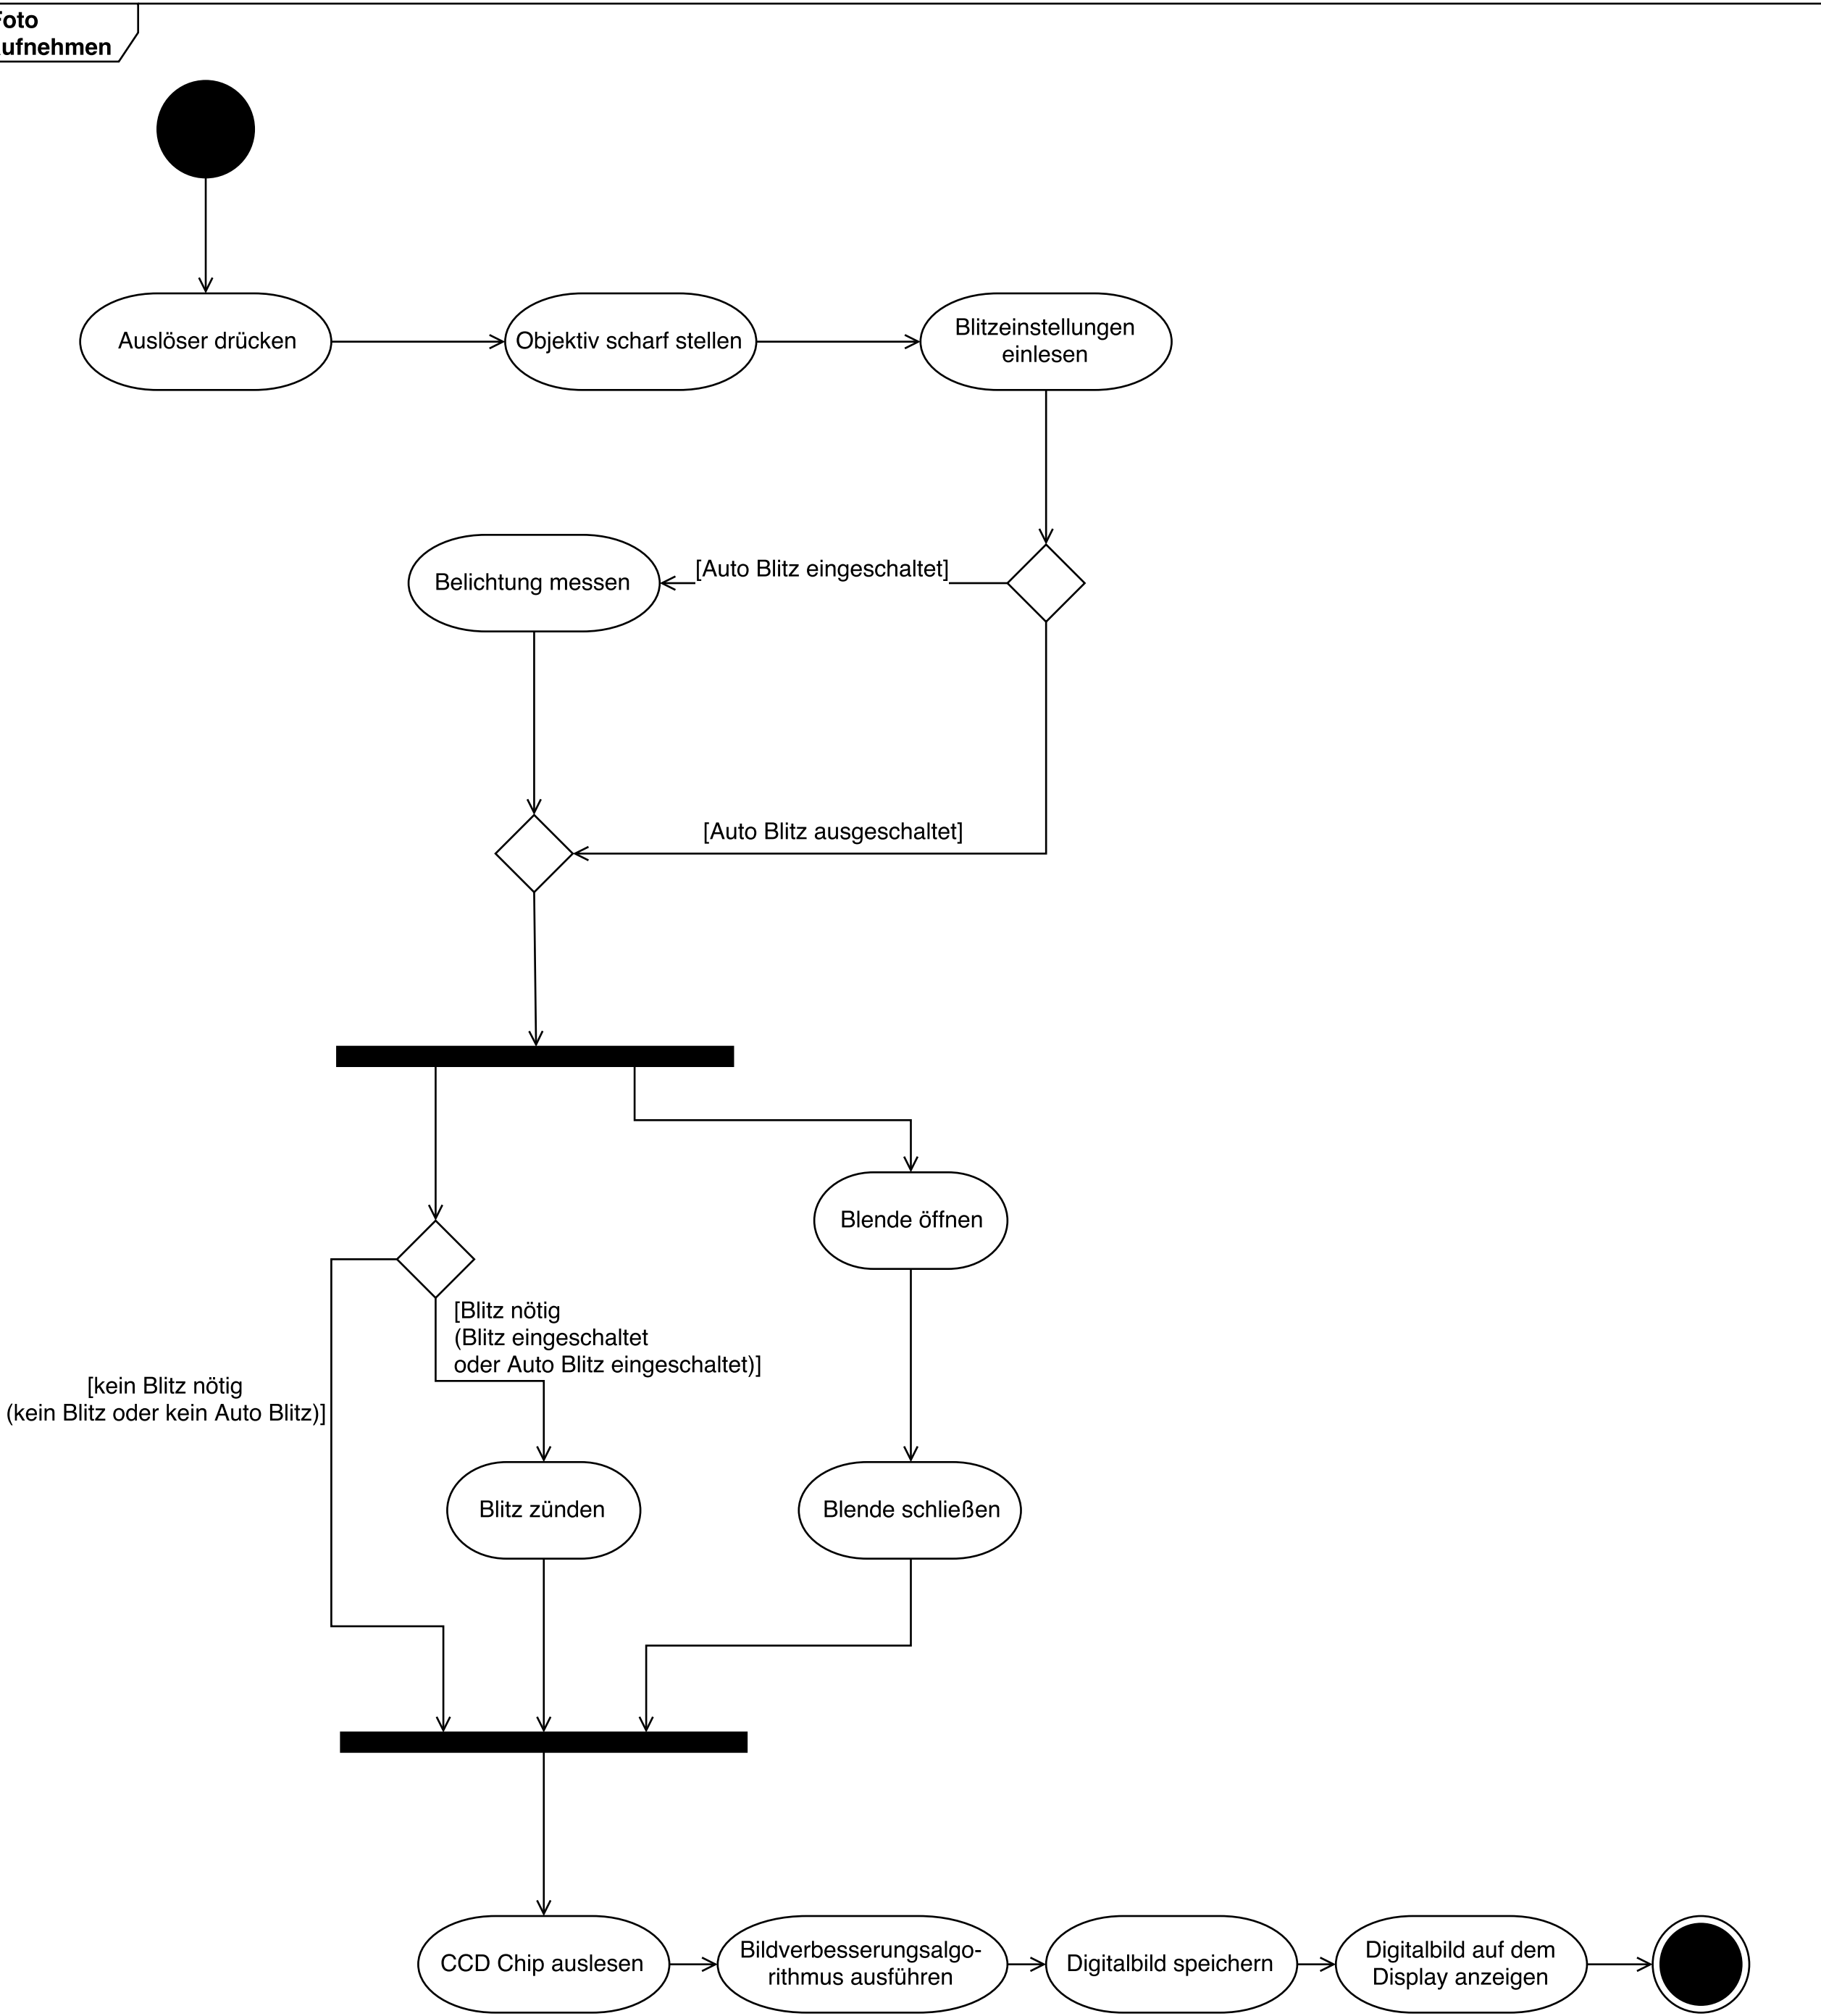 Foto
ufnehmen
Auslöser drücken
Objektiv scharf stellen
Blitzeinstellungen
einlesen
Belichtung messen
[Auto Blitz eingeschaltet]
[Auto Blitz ausgeschaltet]
Blende öffnen
[Blitz nötig
(Blitz eingeschaltet
oder Auto Blitz eingeschaltet)]
[kein Blitz nötig
(kein Blitz oder kein Auto Blitz)]
Blitz zünden
Blende schließen
CCD Chip auslesen
Bildverbesserungsalgo-
rithmus ausführen
Digitalbild speichern
Digitalbild auf dem
Display anzeigen